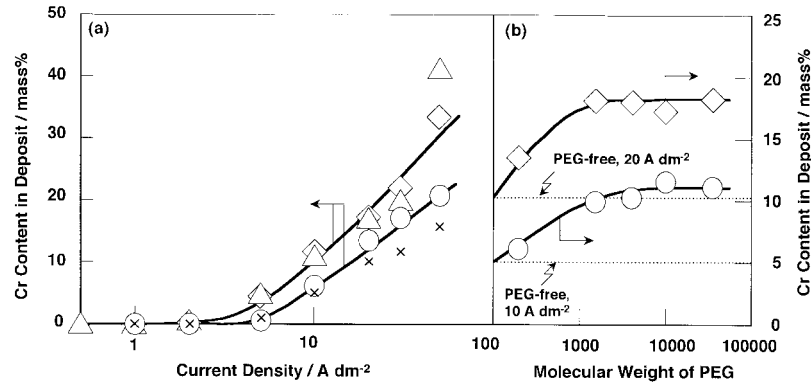 (a)
Cr Content in Deposit / mass%
50
40
30
20
10
0
1
10
100
Current Density / A dm-2
(b)
PEG-free, 20 A dm-2
PEG-free,
10 A dm-2
1000
10000
100000
Molecular Weight of PEG
25
20
15
10
5
0
Cr Content in Deposit / mass%